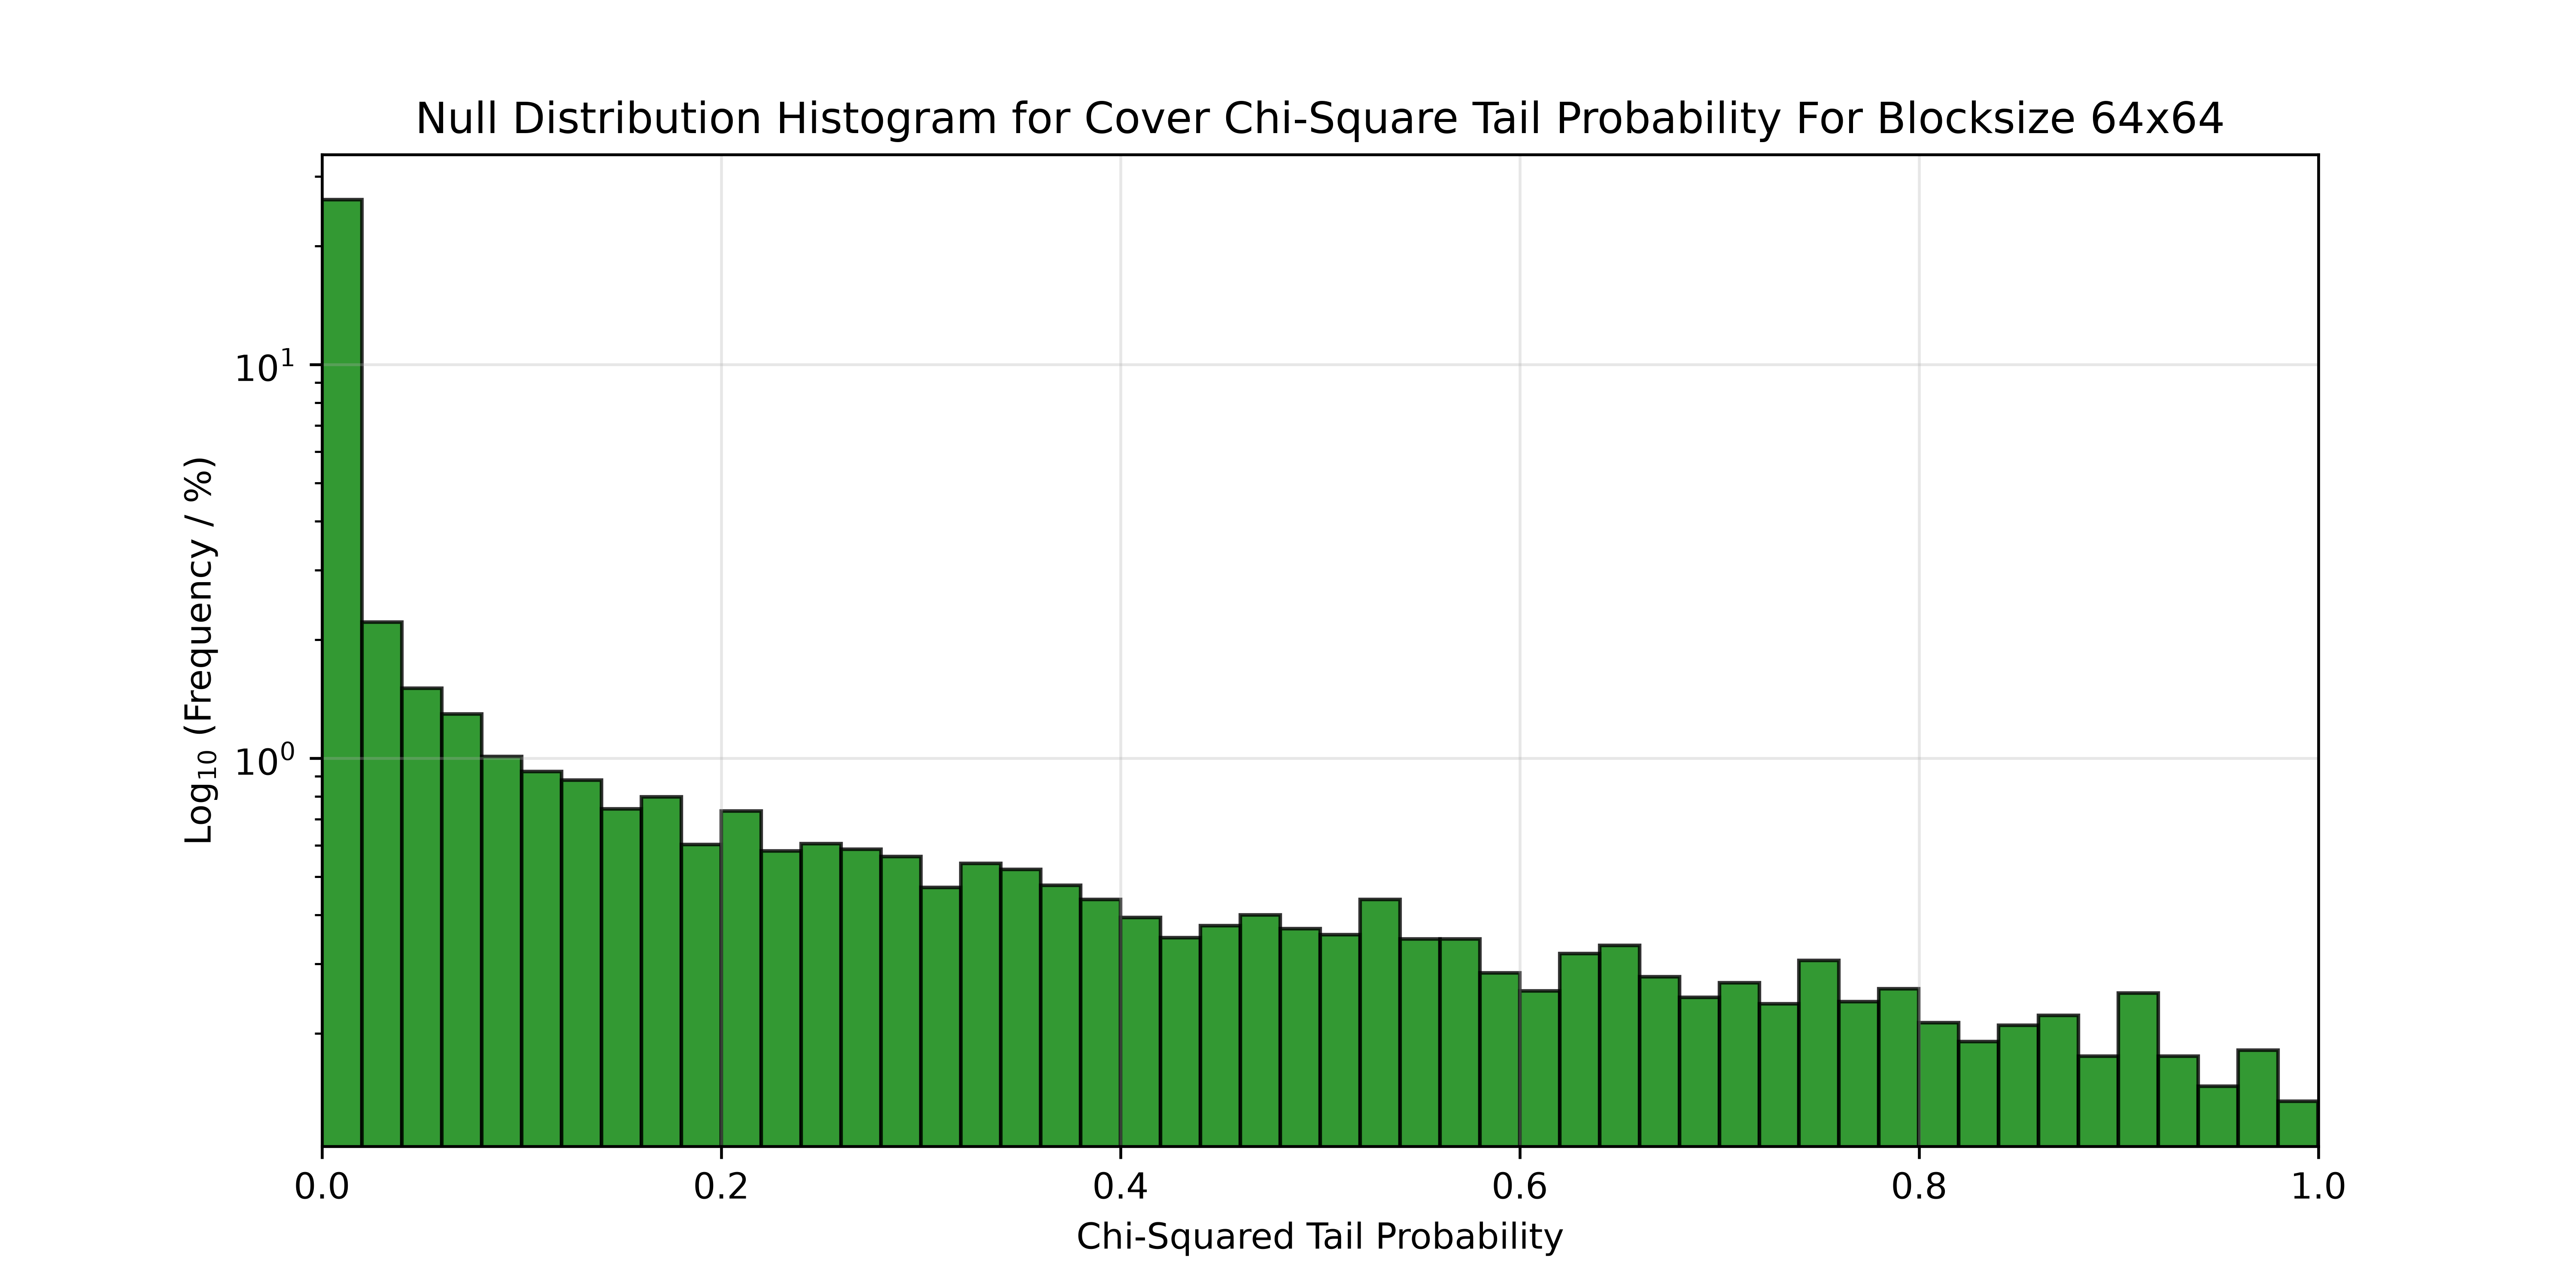 Null Distribution Histogram for Cover Chi-Square Tail Probability For Blocksize 64x64
Log₁₀ (Frequency / %)
10¹
10⁰
0.0 0.2 0.4 0.6 0.8 1.0
Chi-Squared Tail Probability